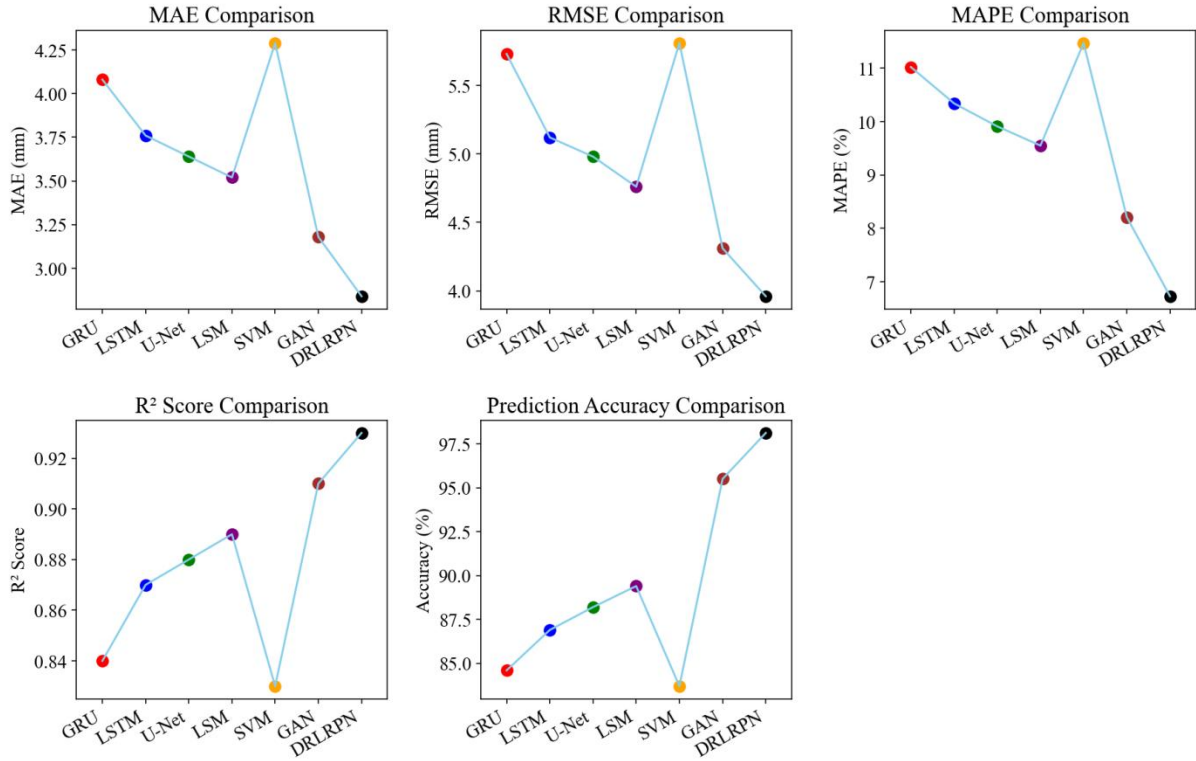 MAE Comparison
MAE (mm)
4.25
4.00
3.75
3.50
3.25
3.00
GRU
LSTM
U-Net
LSM
SVM
GAN
DRLRPN
RMSE Comparison
RMSE (mm)
5.5
5.0
4.5
4.0
GRU
LSTM
U-Net
LSM
SVM
GAN
DRLRPN
MAPE Comparison
MAPE (%)
11
10
9
8
7
GRU
LSTM
U-Net
LSM
SVM
GAN
DRLRPN
R² Score Comparison
R² Score
0.92
0.90
0.88
0.86
0.84
GRU
LSTM
U-Net
LSM
SVM
GAN
DRLRPN
Prediction Accuracy Comparison
Accuracy (%)
97.5
95.0
92.5
90.0
87.5
85.0
GRU
LSTM
U-Net
LSM
SVM
GAN
DRLRPN